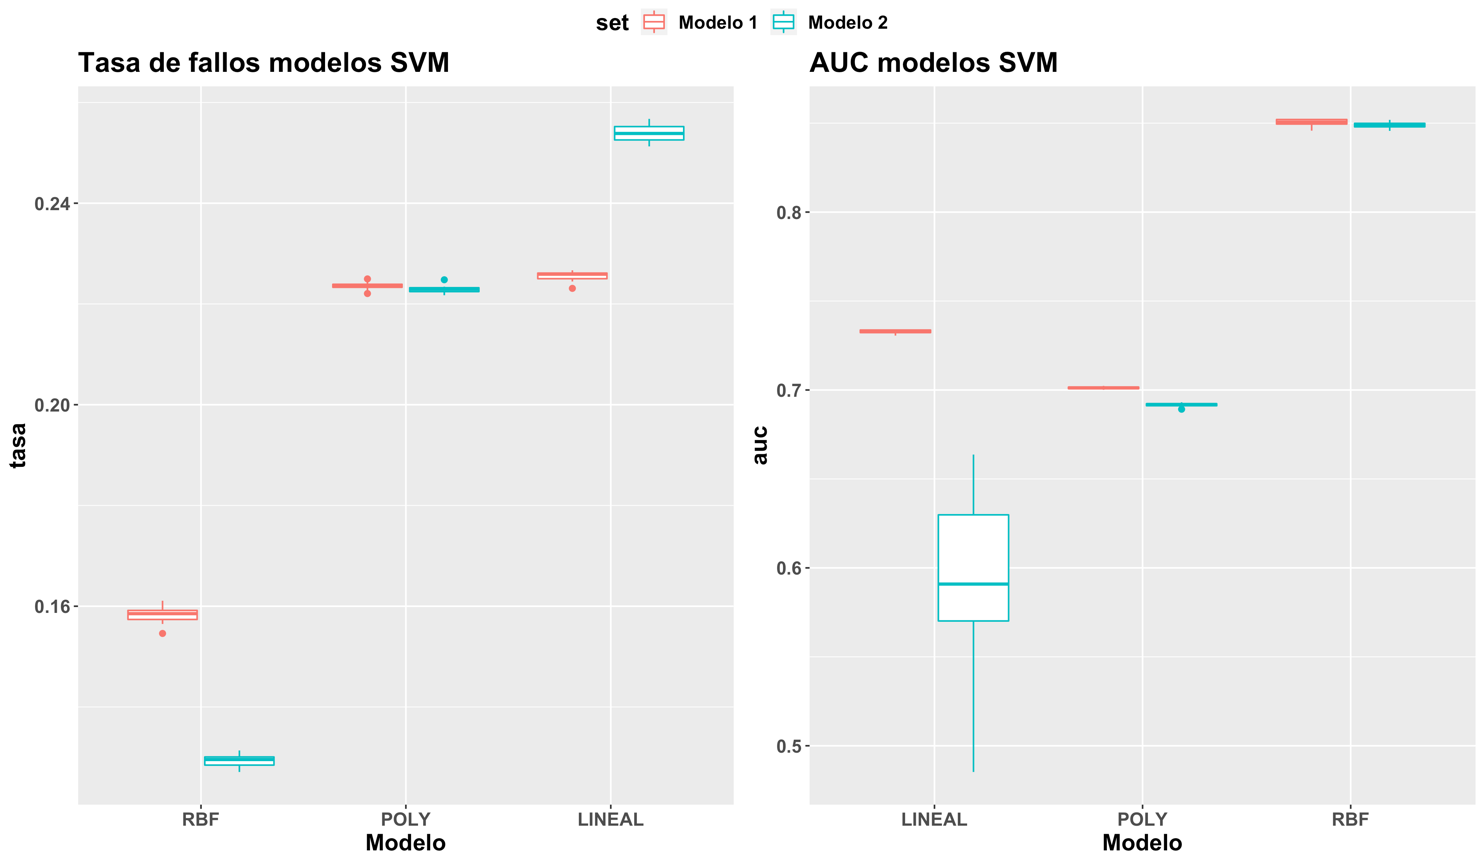 set Modelo 1 Modelo 2
Tasa de fallos modelos SVM
tasa
0.24
0.20
0.16
RBF POLY LINEAL
Modelo
AUC modelos SVM
auc
0.8
0.7
0.6
0.5
LINEAL POLY RBF
Modelo